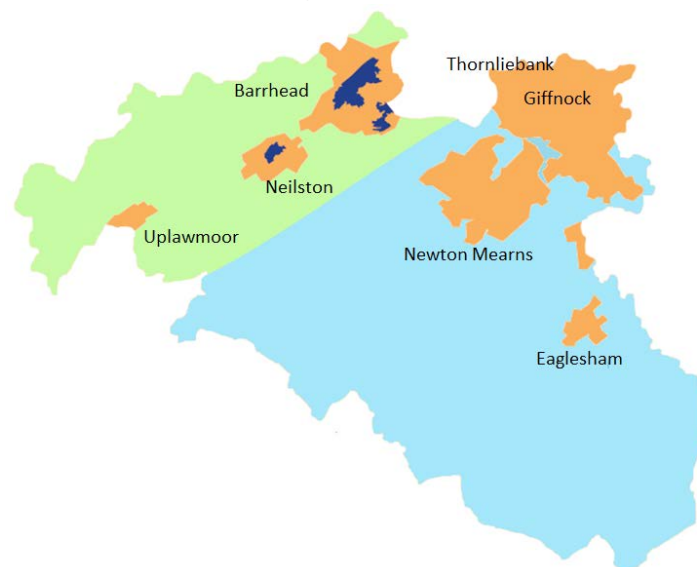 Thornliebank
Barrhead
Giffnock
Neilston
Uplawmoor
Newton Mearns
Eaglesham